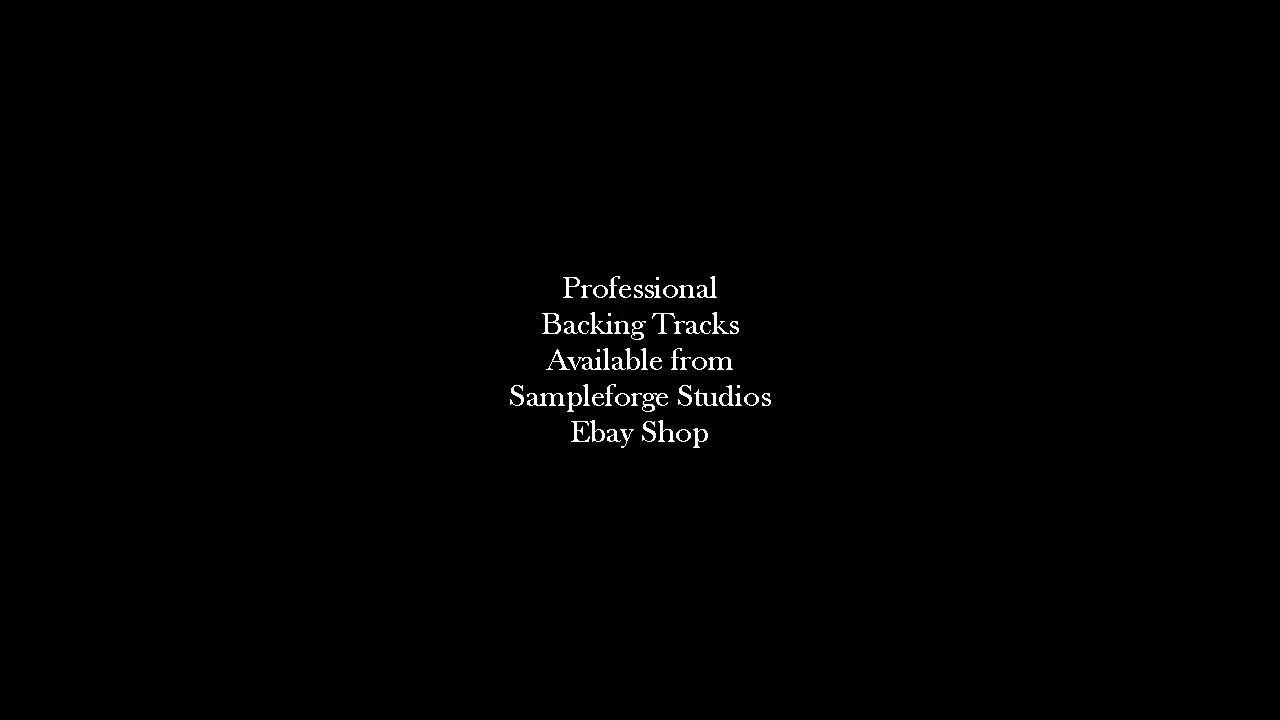 Professional
Backing Tracks
Available from
Sampleforge Studios
Ebay Shop